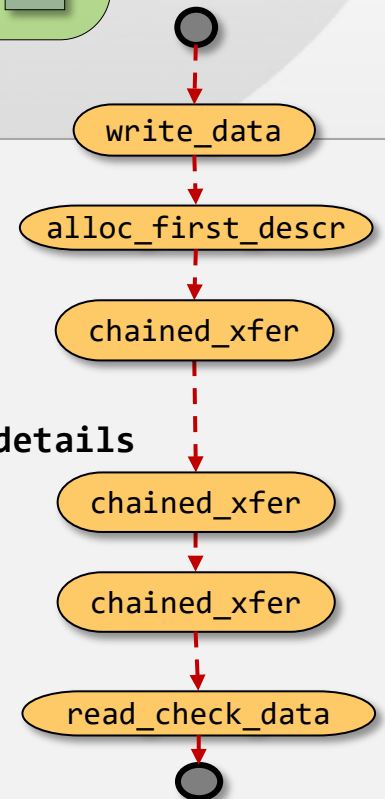 write_data
alloc_first_descr
chained_xfer
details
chained_xfer
chained_xfer
read_check_data